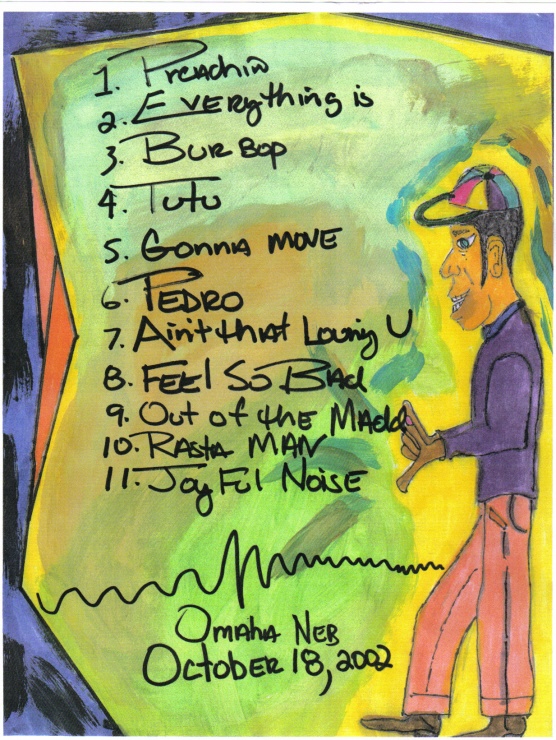 1. Preachin
2. Everything is
3. Bur Bop
4. Tutu
5. Gonna move
6. Pedro
7. Ain't that Loving U
8. Feel So Bad
9. Out of the Madd
10. Rasta Man
11. Joyful Noise
Omaha Neb
October 18, 2002